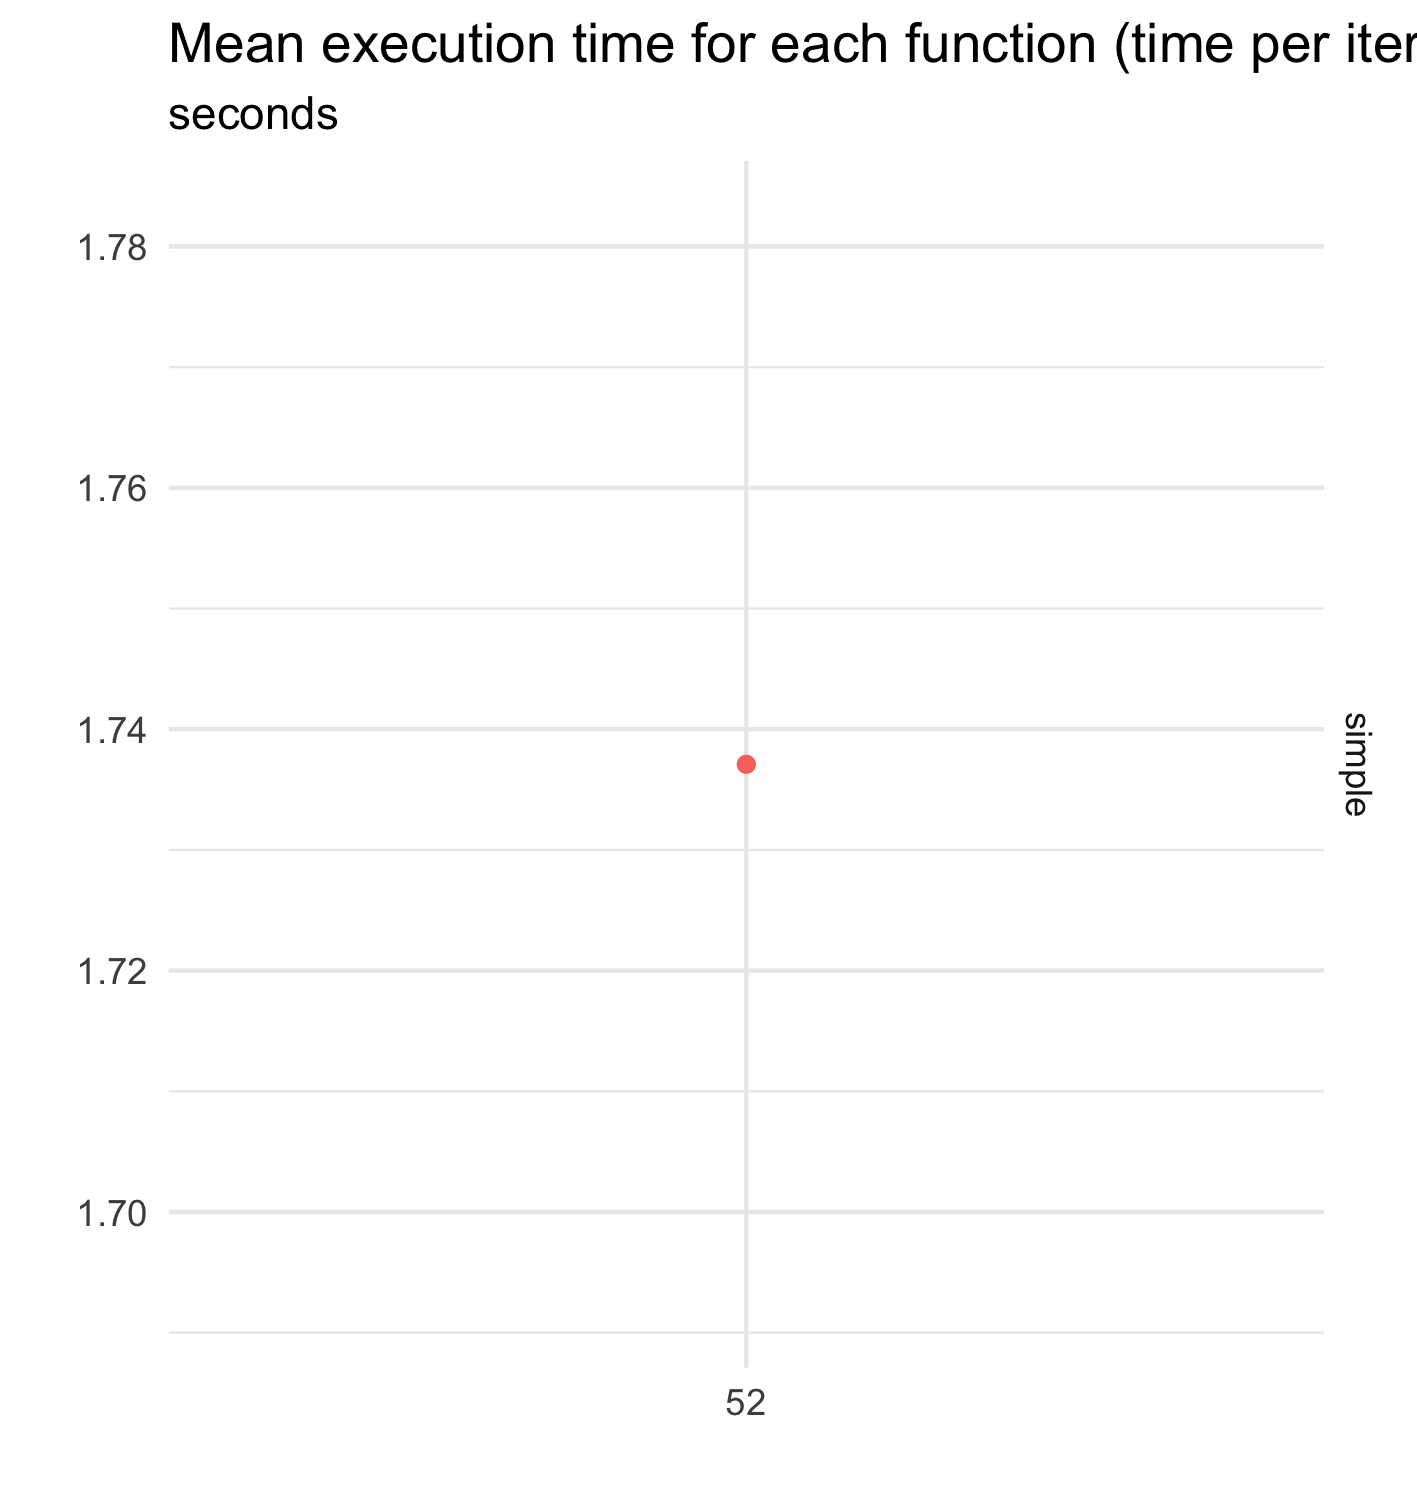 Mean execution time for each function (time per iter
seconds
1.78
1.76
1.74
1.72
1.70
simple
52